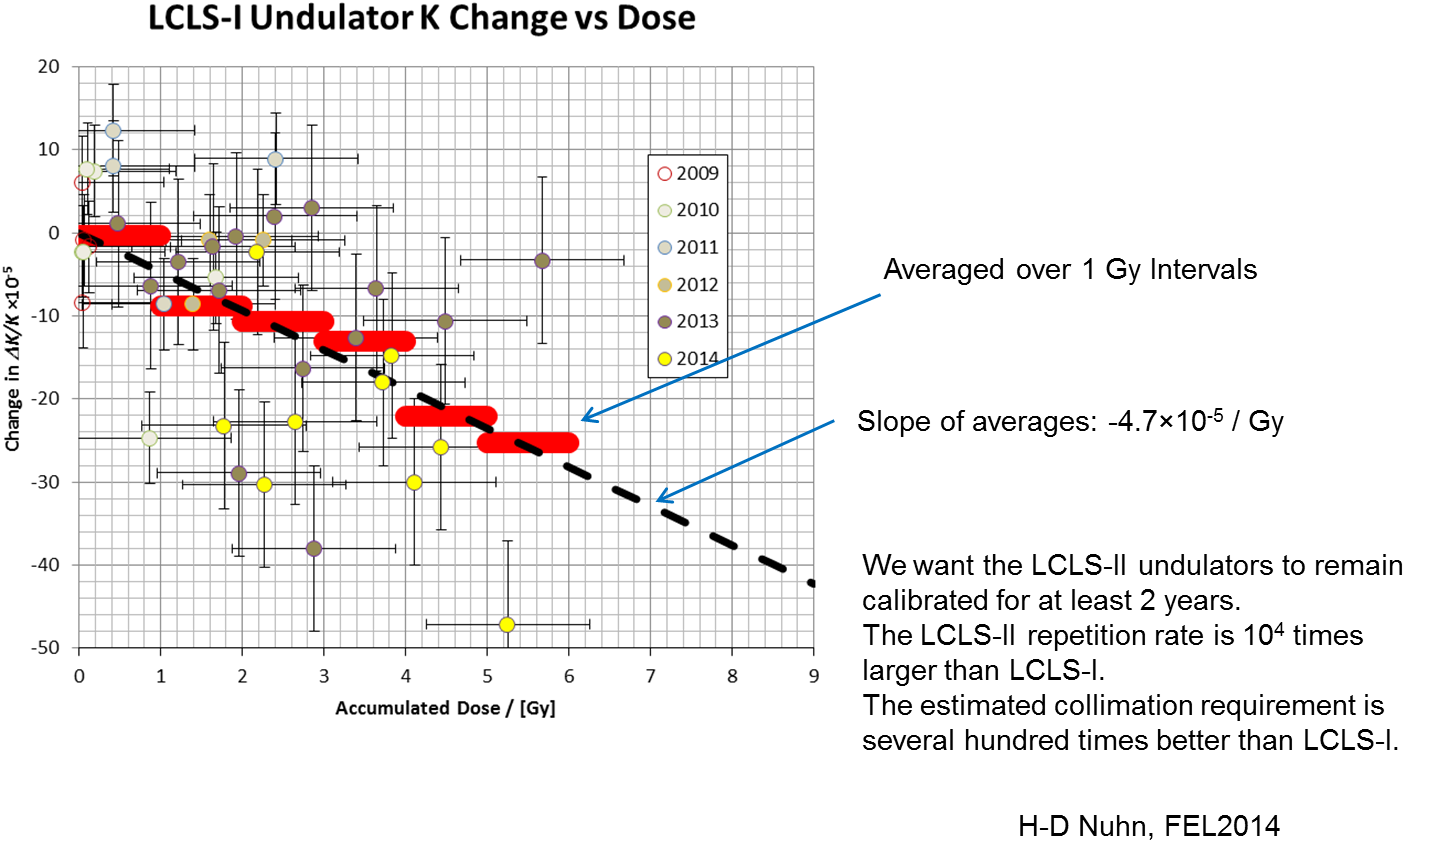 LCLS-I Undulator K Change vs Dose
20
10
0
-10
-20
-30
-40
-50
Change in ΔK/K ×10-5
0 1 2 3 4 5 6 7 8 9
Accumulated Dose / [Gy]
2009
2010
2011
2012
2013
2014
Averaged over 1 Gy Intervals
Slope of averages: -4.7×10-5 / Gy
We want the LCLS-II undulators to remain
calibrated for at least 2 years.
The LCLS-II repetition rate is 104 times
larger than LCLS-I.
The estimated collimation requirement is
several hundred times better than LCLS-I.
H-D Nuhn, FEL2014